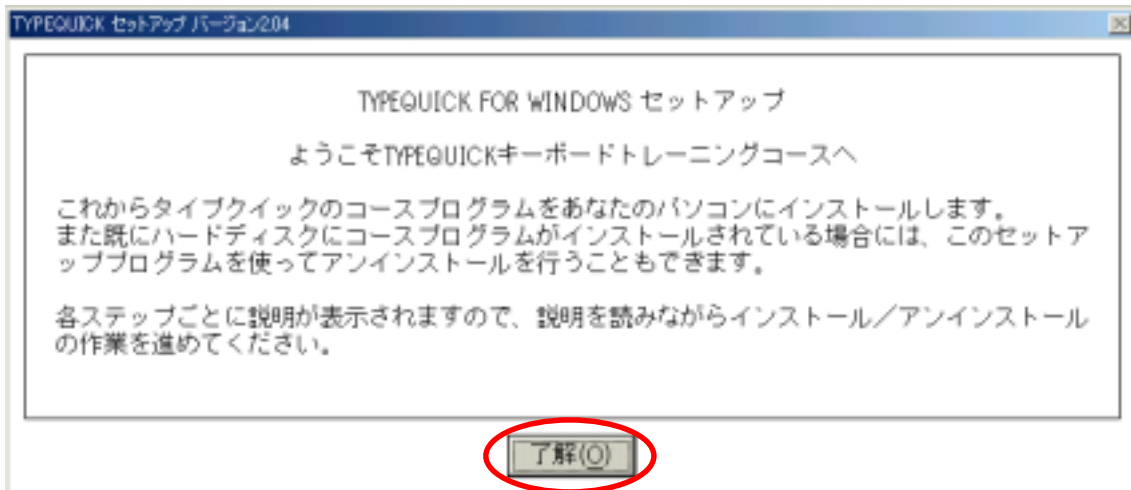 TYPEQUICK セットアップ バージョン2.04
TYPEQUICK FOR WINDOWS セットアップ
ようこそTYPEQUICKキーボードトレーニングコースへ
これからタイプクイックのコースプログラムをあなたのパソコンにインストールします。
また既にハードディスクにコースプログラムがインストールされている場合には、このセットア
ッププログラムを使ってアンインストールを行うこともできます。
各ステップごとに説明が表示されますので、説明を読みながらインストール／アンインストール
の作業を進めてください。
了解(O)